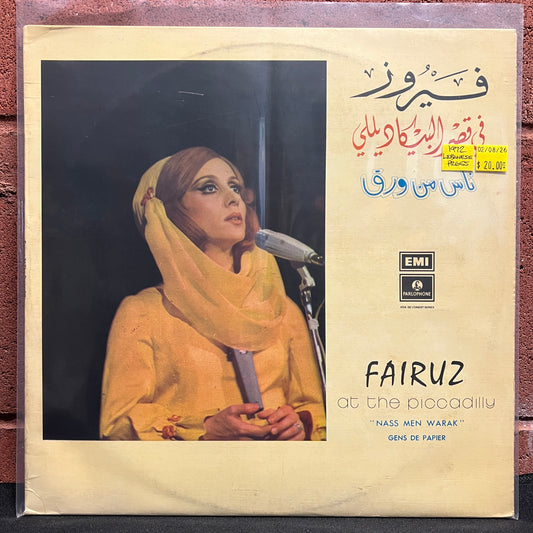 فيروز
في قصر البيكاديللي
1972
LEBANESE
PRESS
02/08/26
$ 20.00
ناس من ورق
EMI
PARLOPHONE
FAIRUZ
at the piccadilly
"NASS MEN WARAK"
GENS DE PAPIER